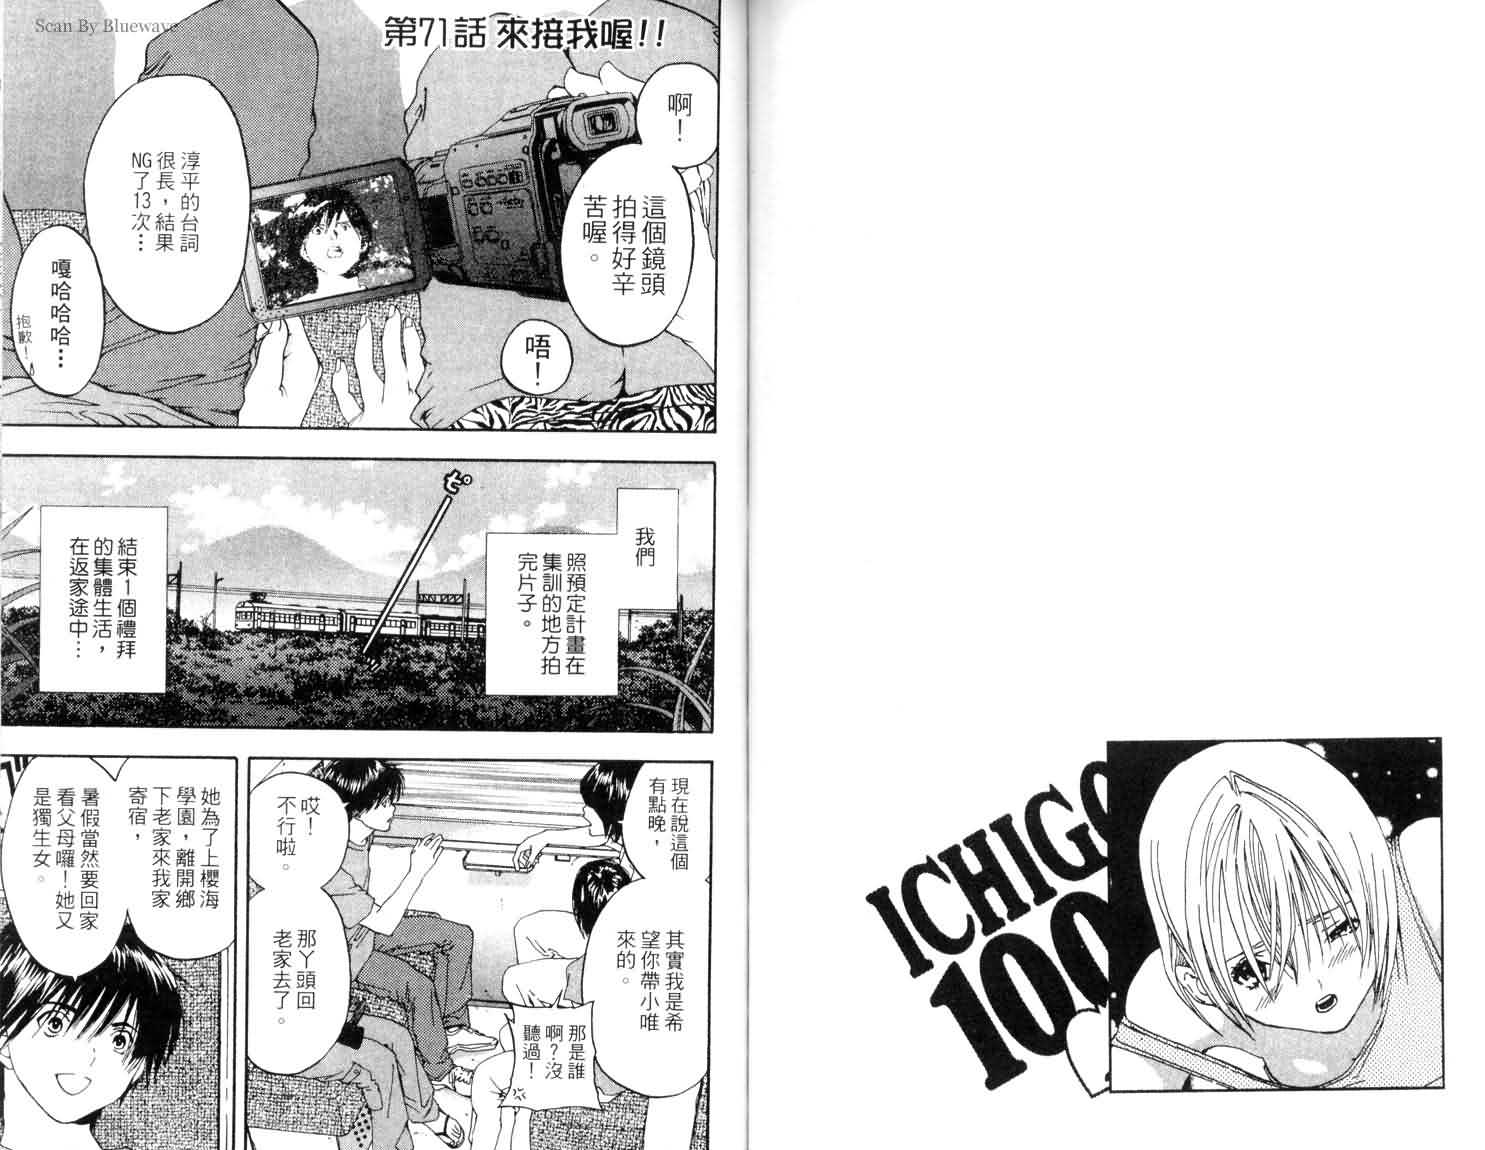 Scan By Bluewave
ICHIGO
100
第71話 來接我喔!!
啊!
這個鏡頭
拍得好辛
苦喔。
唔!
淳平的台詞
很長，結果
NG了13次…
嘎哈哈哈…
抱歉!
我們
照預定計畫在
集訓的地方拍
完片子。
ピ
結束1個禮拜
的集體生活，
在返家途中…
現在說這個
有點晚，
其實我是希
望你帶小唯
來的。
那是誰
啊?沒
聽過!
哎!
不行啦。
那丫頭回
老家去了。
她為了上櫻海
學園，離開鄉
下老家來我家
寄宿，
暑假當然要回家
看父母囉!她又
是獨生女。